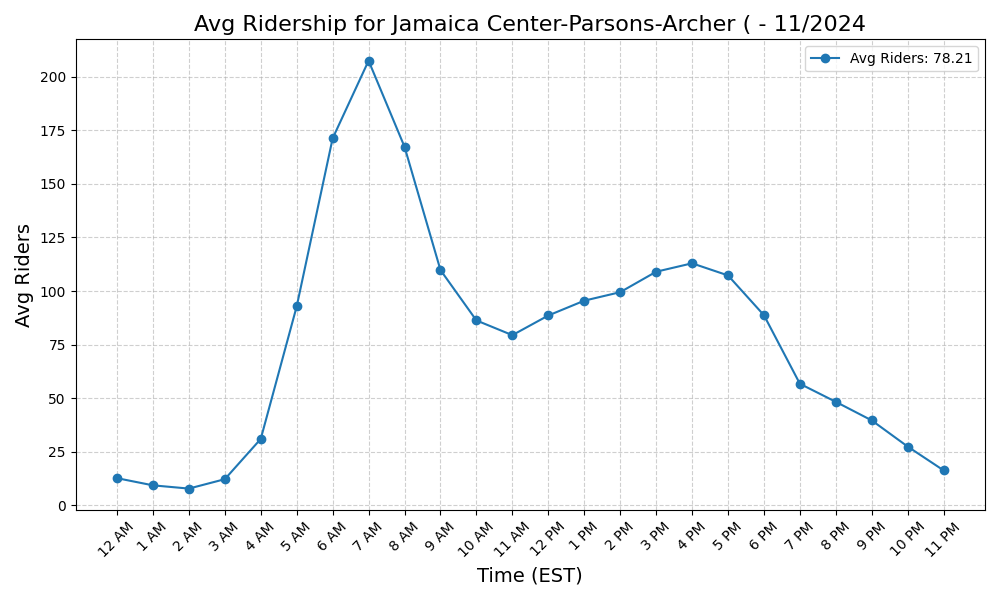 Avg Ridership for Jamaica Center-Parsons-Archer ( - 11/2024
Avg Riders: 78.21
Avg Riders
200
175
150
125
100
75
50
25
0
12 AM
1 AM
2 AM
3 AM
4 AM
5 AM
6 AM
7 AM
8 AM
9 AM
10 AM
11 AM
12 PM
1 PM
2 PM
3 PM
4 PM
5 PM
6 PM
7 PM
8 PM
9 PM
10 PM
11 PM
Time (EST)